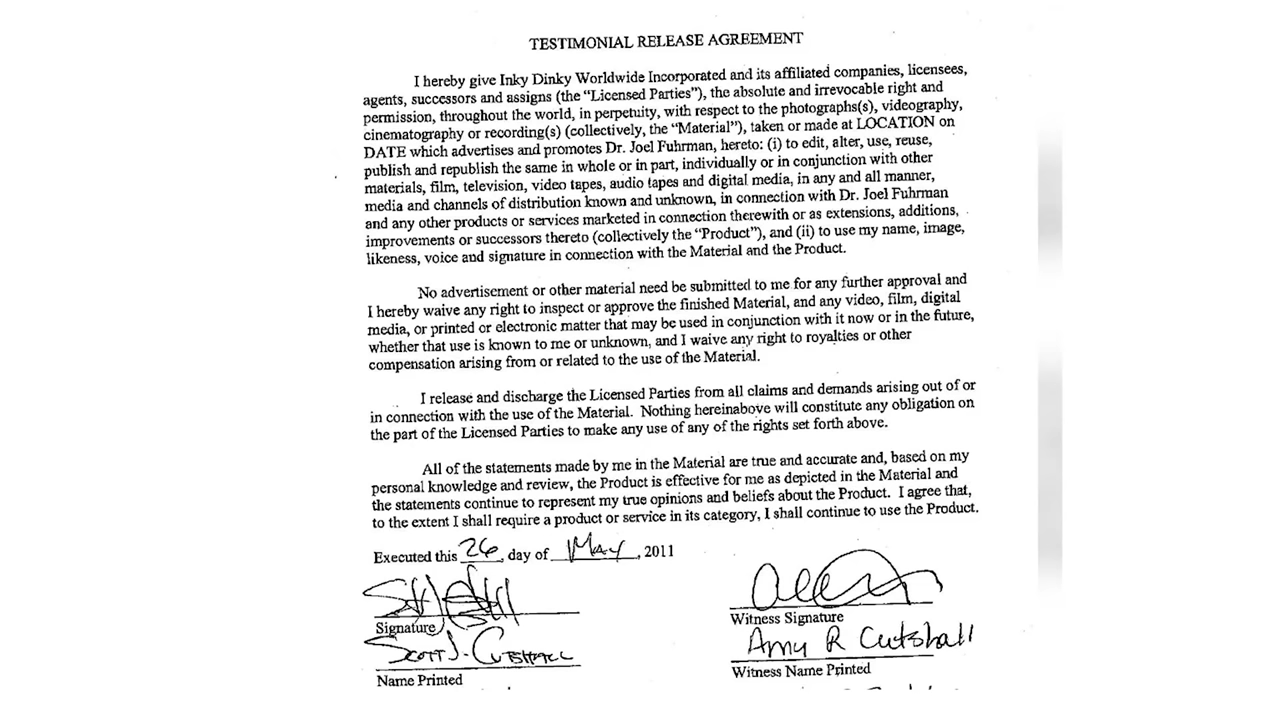 TESTIMONIAL RELEASE AGREEMENT
I hereby give Inky Dinky Worldwide Incorporated and its affiliated companies, licensees,
agents, successors and assigns (the “Licensed Parties”), the absolute and irrevocable right and
permission, throughout the world, in perpetuity, with respect to the photographs(s), videography,
cinematography or recording(s) (collectively, the “Material”), taken or made at LOCATION on
DATE which advertises and promotes Dr. Joel Fuhrman, hereto: (i) to edit, alter, use, reuse,
publish and republish the same in whole or in part, individually or in conjunction with other
materials, film, television, video tapes, audio tapes and digital media, in any and all manner,
media and channels of distribution known and unknown, in connection with Dr. Joel Fuhrman
and any other products or services marketed in connection therewith or as extensions, additions,
improvements or successors thereto (collectively the “Product”), and (ii) to use my name, image,
likeness, voice and signature in connection with the Material and the Product.
No advertisement or other material need be submitted to me for any further approval and
I hereby waive any right to inspect or approve the finished Material, and any video, film, digital
media, or printed or electronic matter that may be used in conjunction with it now or in the future,
whether that use is known to me or unknown, and I waive any right to royalties or other
compensation arising from or related to the use of the Material.
I release and discharge the Licensed Parties from all claims and demands arising out of or
in connection with the use of the Material. Nothing hereinabove will constitute any obligation on
the part of the Licensed Parties to make any use of any of the rights set forth above.
All of the statements made by me in the Material are true and accurate and, based on my
personal knowledge and review, the Product is effective for me as depicted in the Material and
the statements continue to represent my true opinions and beliefs about the Product. I agree that,
to the extent I shall require a product or service in its category, I shall continue to use the Product.
Executed this 26 day of May, 2011
Signature
Scott J. Cutshall
Name Printed
Witness Signature
Amy R Cutshall
Witness Name Printed